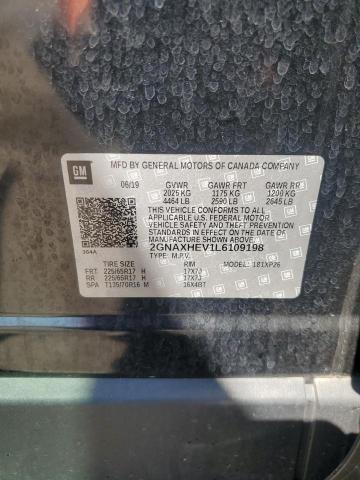 GM
MFD BY GENERAL MOTORS OF CANADA COMPANY
06/19 GVWR GAWR FRT GAWR RR
2025 KG 1175 KG 1200 KG
4464 LB 2590 LB 2645 LB
THIS VEHICLE CONFORMS TO ALL
APPLICABLE U.S. FEDERAL MOTOR
VEHICLE SAFETY, BUMPER, AND
THEFT PREVENTION STANDARDS IN
EFFECT ON THE DATE OF
MANUFACTURE SHOWN ABOVE.
364A 2GNAXHEV1L6109198
TYPE: M.P.V. MODEL: 1B1XP26
TIRE SIZE
FRT 225/65R17 H 17X7J
RR 225/65R17 H 17X7J
SPA T135/70R16 M 16X4BT